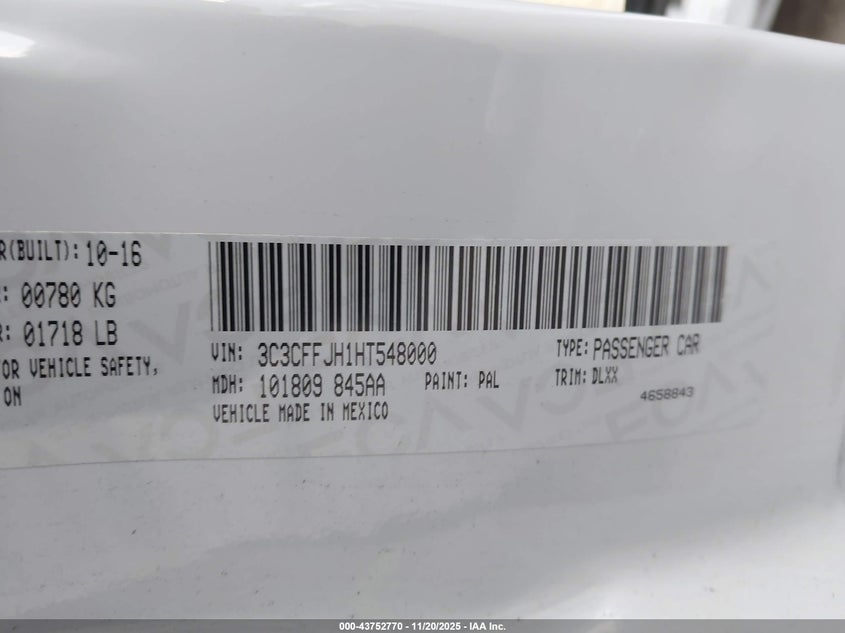 R(BUILT): 10-16
: 00780 KG
R: 01718 LB
OR VEHICLE SAFETY,
ON
VIN: 3C3CFFJH1HT548000
TYPE: PASSENGER CAR
MDH: 101809 845AA
PAINT: PAL
TRIM: DLXX
VEHICLE MADE IN MEXICO
4658843
000-43752770 - 11/20/2025 - IAA Inc.